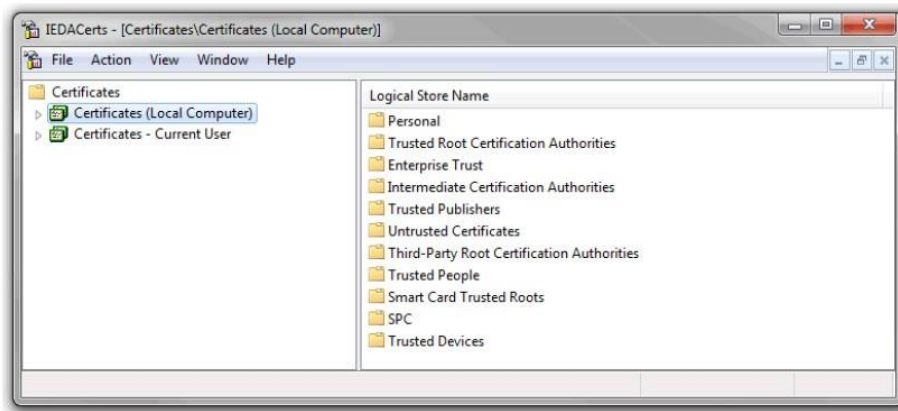 IEDACerts - [Certificates\Certificates (Local Computer)]
File Action View Window Help
Certificates
Certificates (Local Computer)
Certificates - Current User
Logical Store Name
Personal
Trusted Root Certification Authorities
Enterprise Trust
Intermediate Certification Authorities
Trusted Publishers
Untrusted Certificates
Third-Party Root Certification Authorities
Trusted People
Smart Card Trusted Roots
SPC
Trusted Devices